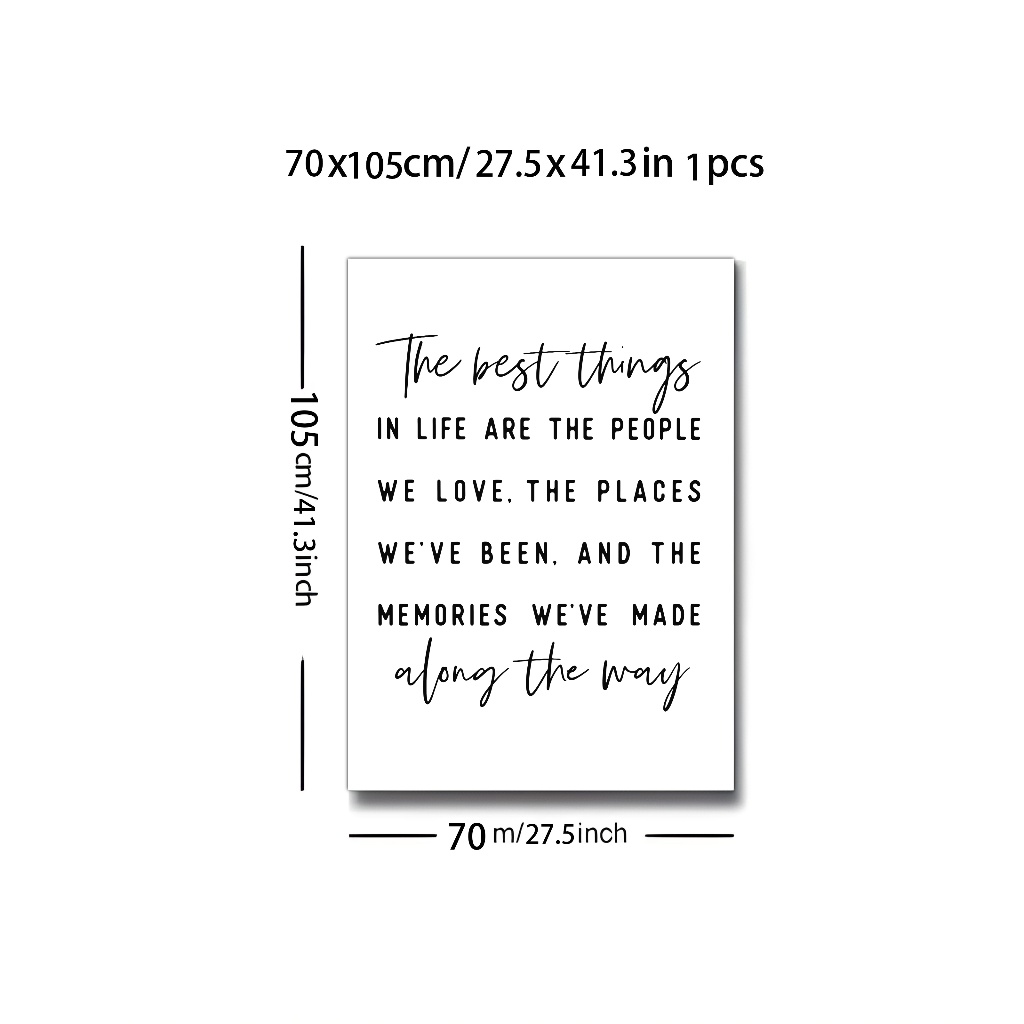 70x105cm/27.5x41.3in 1pcs
105cm/41.3inch
The best things
IN LIFE ARE THE PEOPLE
WE LOVE, THE PLACES
WE'VE BEEN, AND THE
MEMORIES WE'VE MADE
along the way
70 m/27.5inch